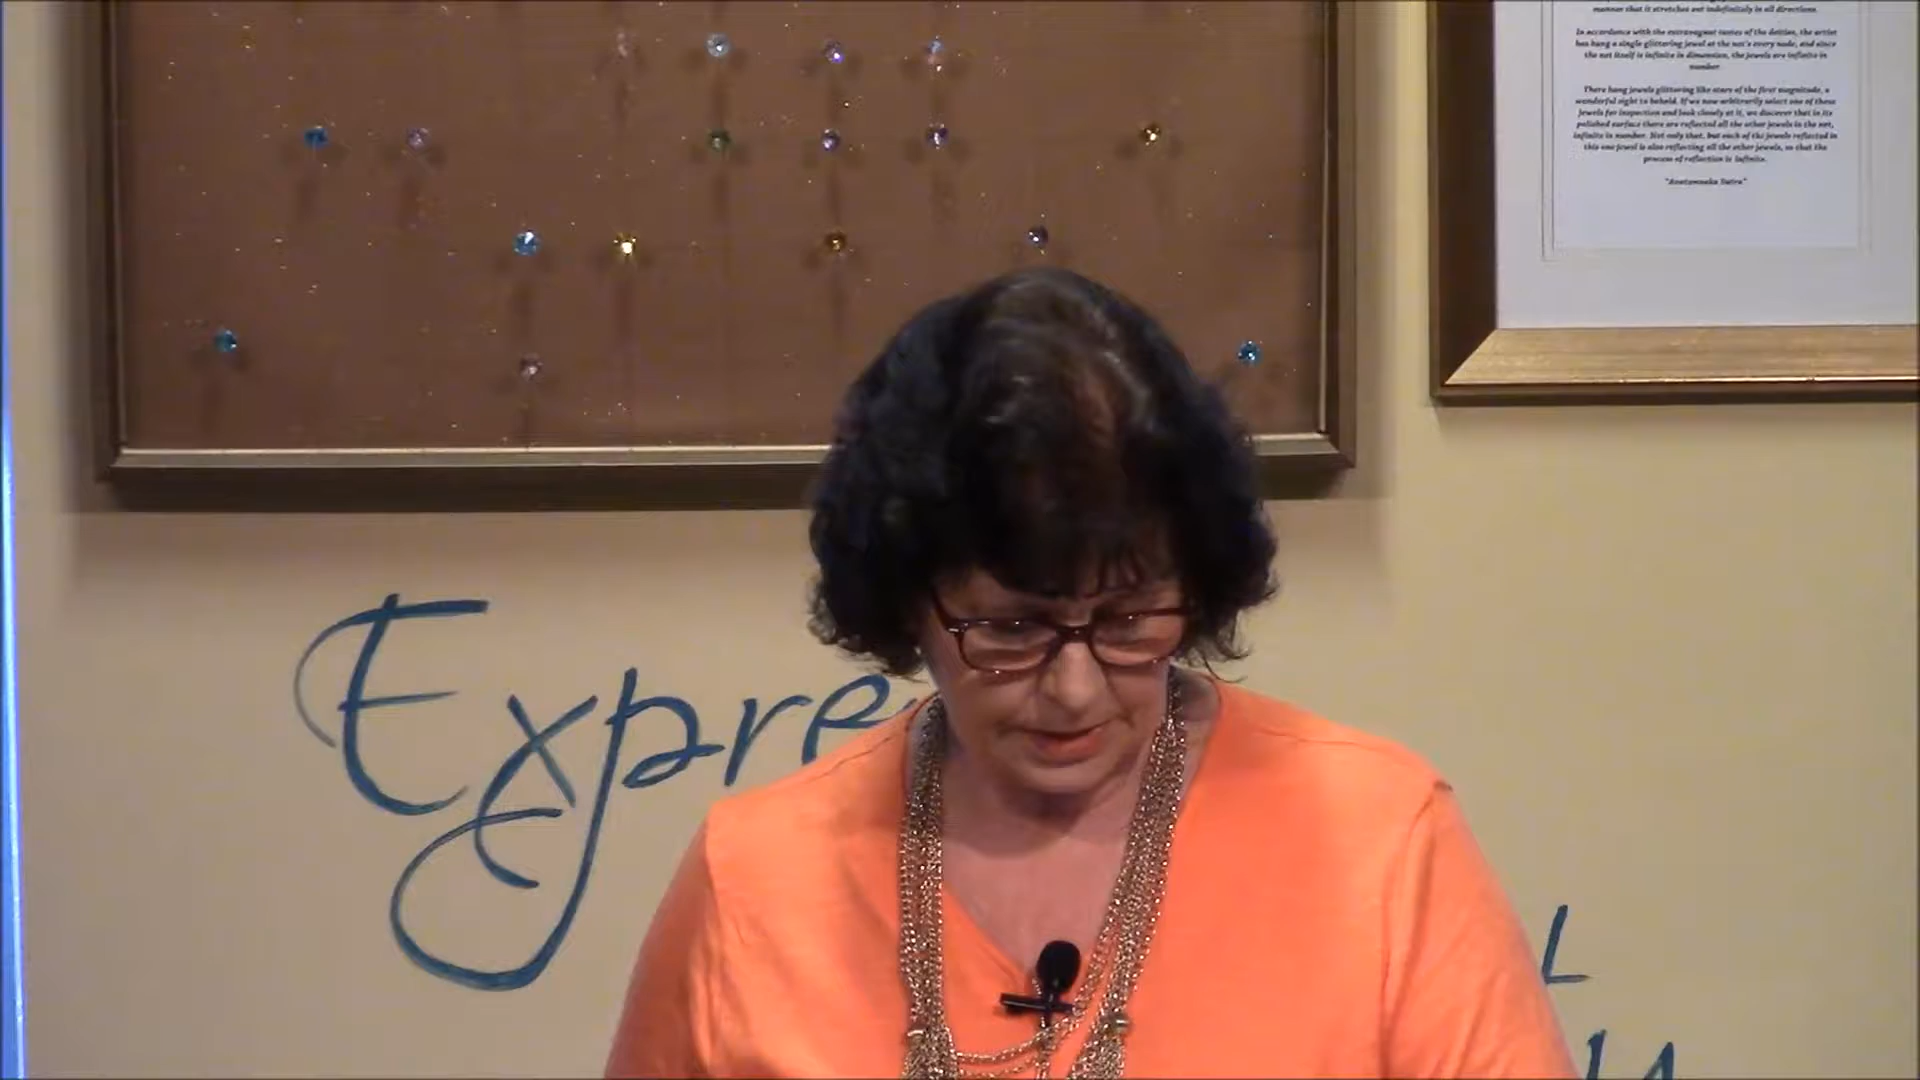 manner that it stretches out indefinitely in all directions.
In accordance with the extravagant tastes of the deities, the artist
has hung a single glittering jewel at the net's every node, and since
the net itself is infinite in dimension, the jewels are infinite in
number.
There hang jewels glittering like stars of the first magnitude, a
wonderful sight to behold. If we now arbitrarily select one of these
jewels for inspection and look closely at it, we discover that in its
polished surface there are reflected all the other jewels in the net,
infinite in number. Not only that, but each of the jewels reflected in
this one jewel is also reflecting all the other jewels, so that the
process of reflection is infinite.
"Avatamsaka Sutra"
Expre
L